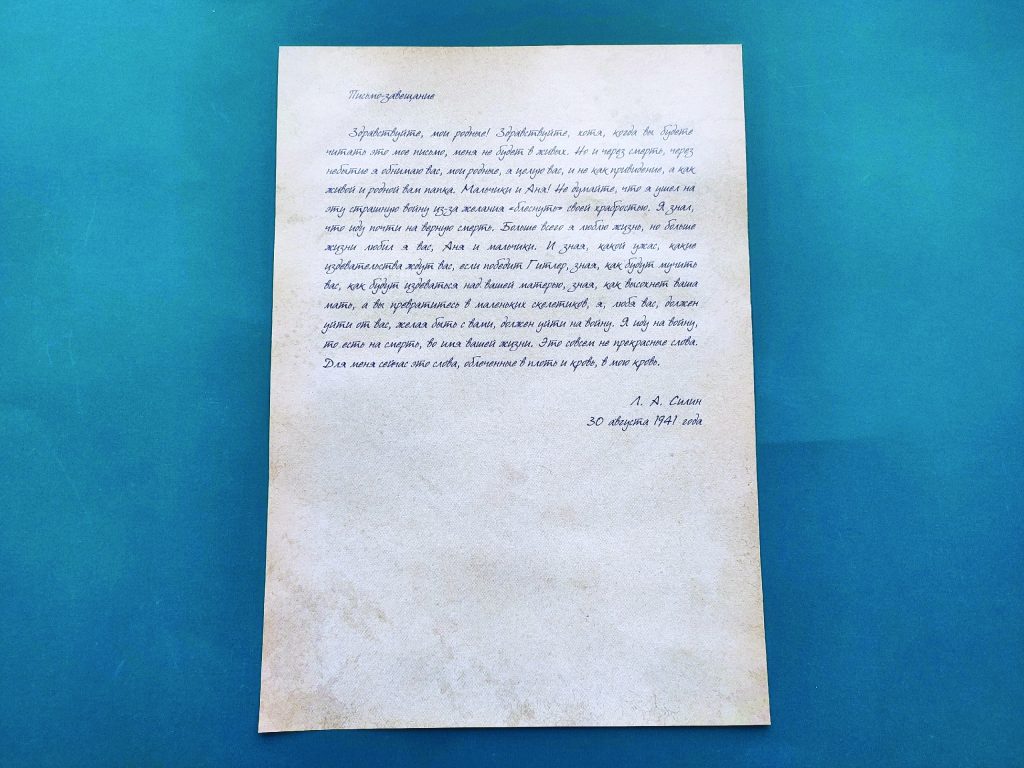 Письмо-завещание
Здравствуйте, мои родные! Здравствуйте, хотя, когда вы будете
читать это мое письмо, меня не будет в живых. Но и через смерть, через
небытие я обнимаю вас, мои родные, я целую вас, и не как привидение, а как
живой и родной вам папка. Мальчики и Аня! Не думайте, что я ушел на
эту страшную войну из-за желания «блеснуть» своей храбростью. Я знал,
что иду почти на верную смерть. Больше всего я люблю жизнь, но больше
жизни любил я вас, Аня и мальчики. И зная, какой ужас, какие
издевательства ждут вас, если победит Гитлер, зная, как будут мучить
вас, как будут издеваться над вашей матерью, зная, как высохнет ваша
мать, а вы превратитесь в маленьких скелетиков, я, любя вас, должен
уйти от вас, желая быть с вами, должен уйти на войну. Я иду на войну,
то есть на смерть, во имя вашей жизни. Это совсем не прекрасные слова.
Для меня сейчас это слова, облеченные в плоть и кровь, в мою кровь.
Л. А. Силин
30 августа 1941 года